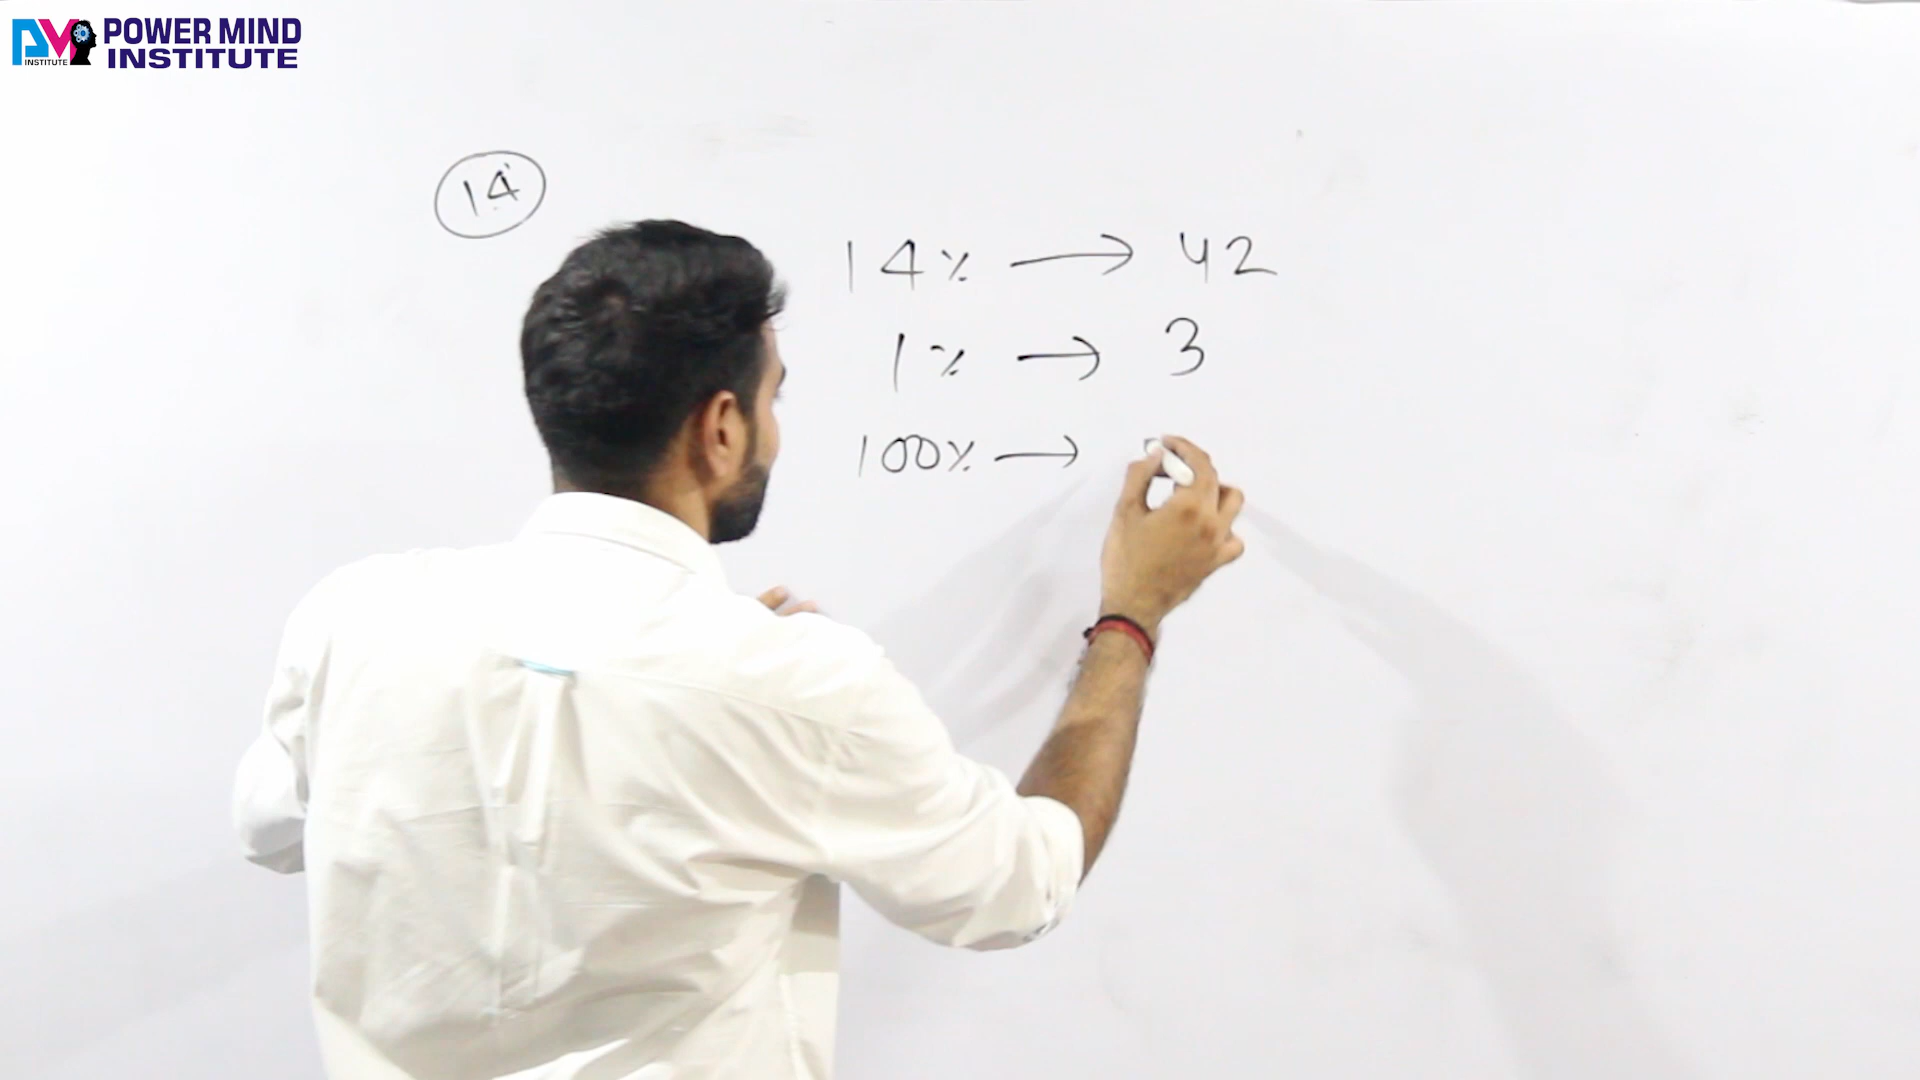 POWER MIND
INSTITUTE
INSTITUTE
14
14% → 42
1% → 3
100% →